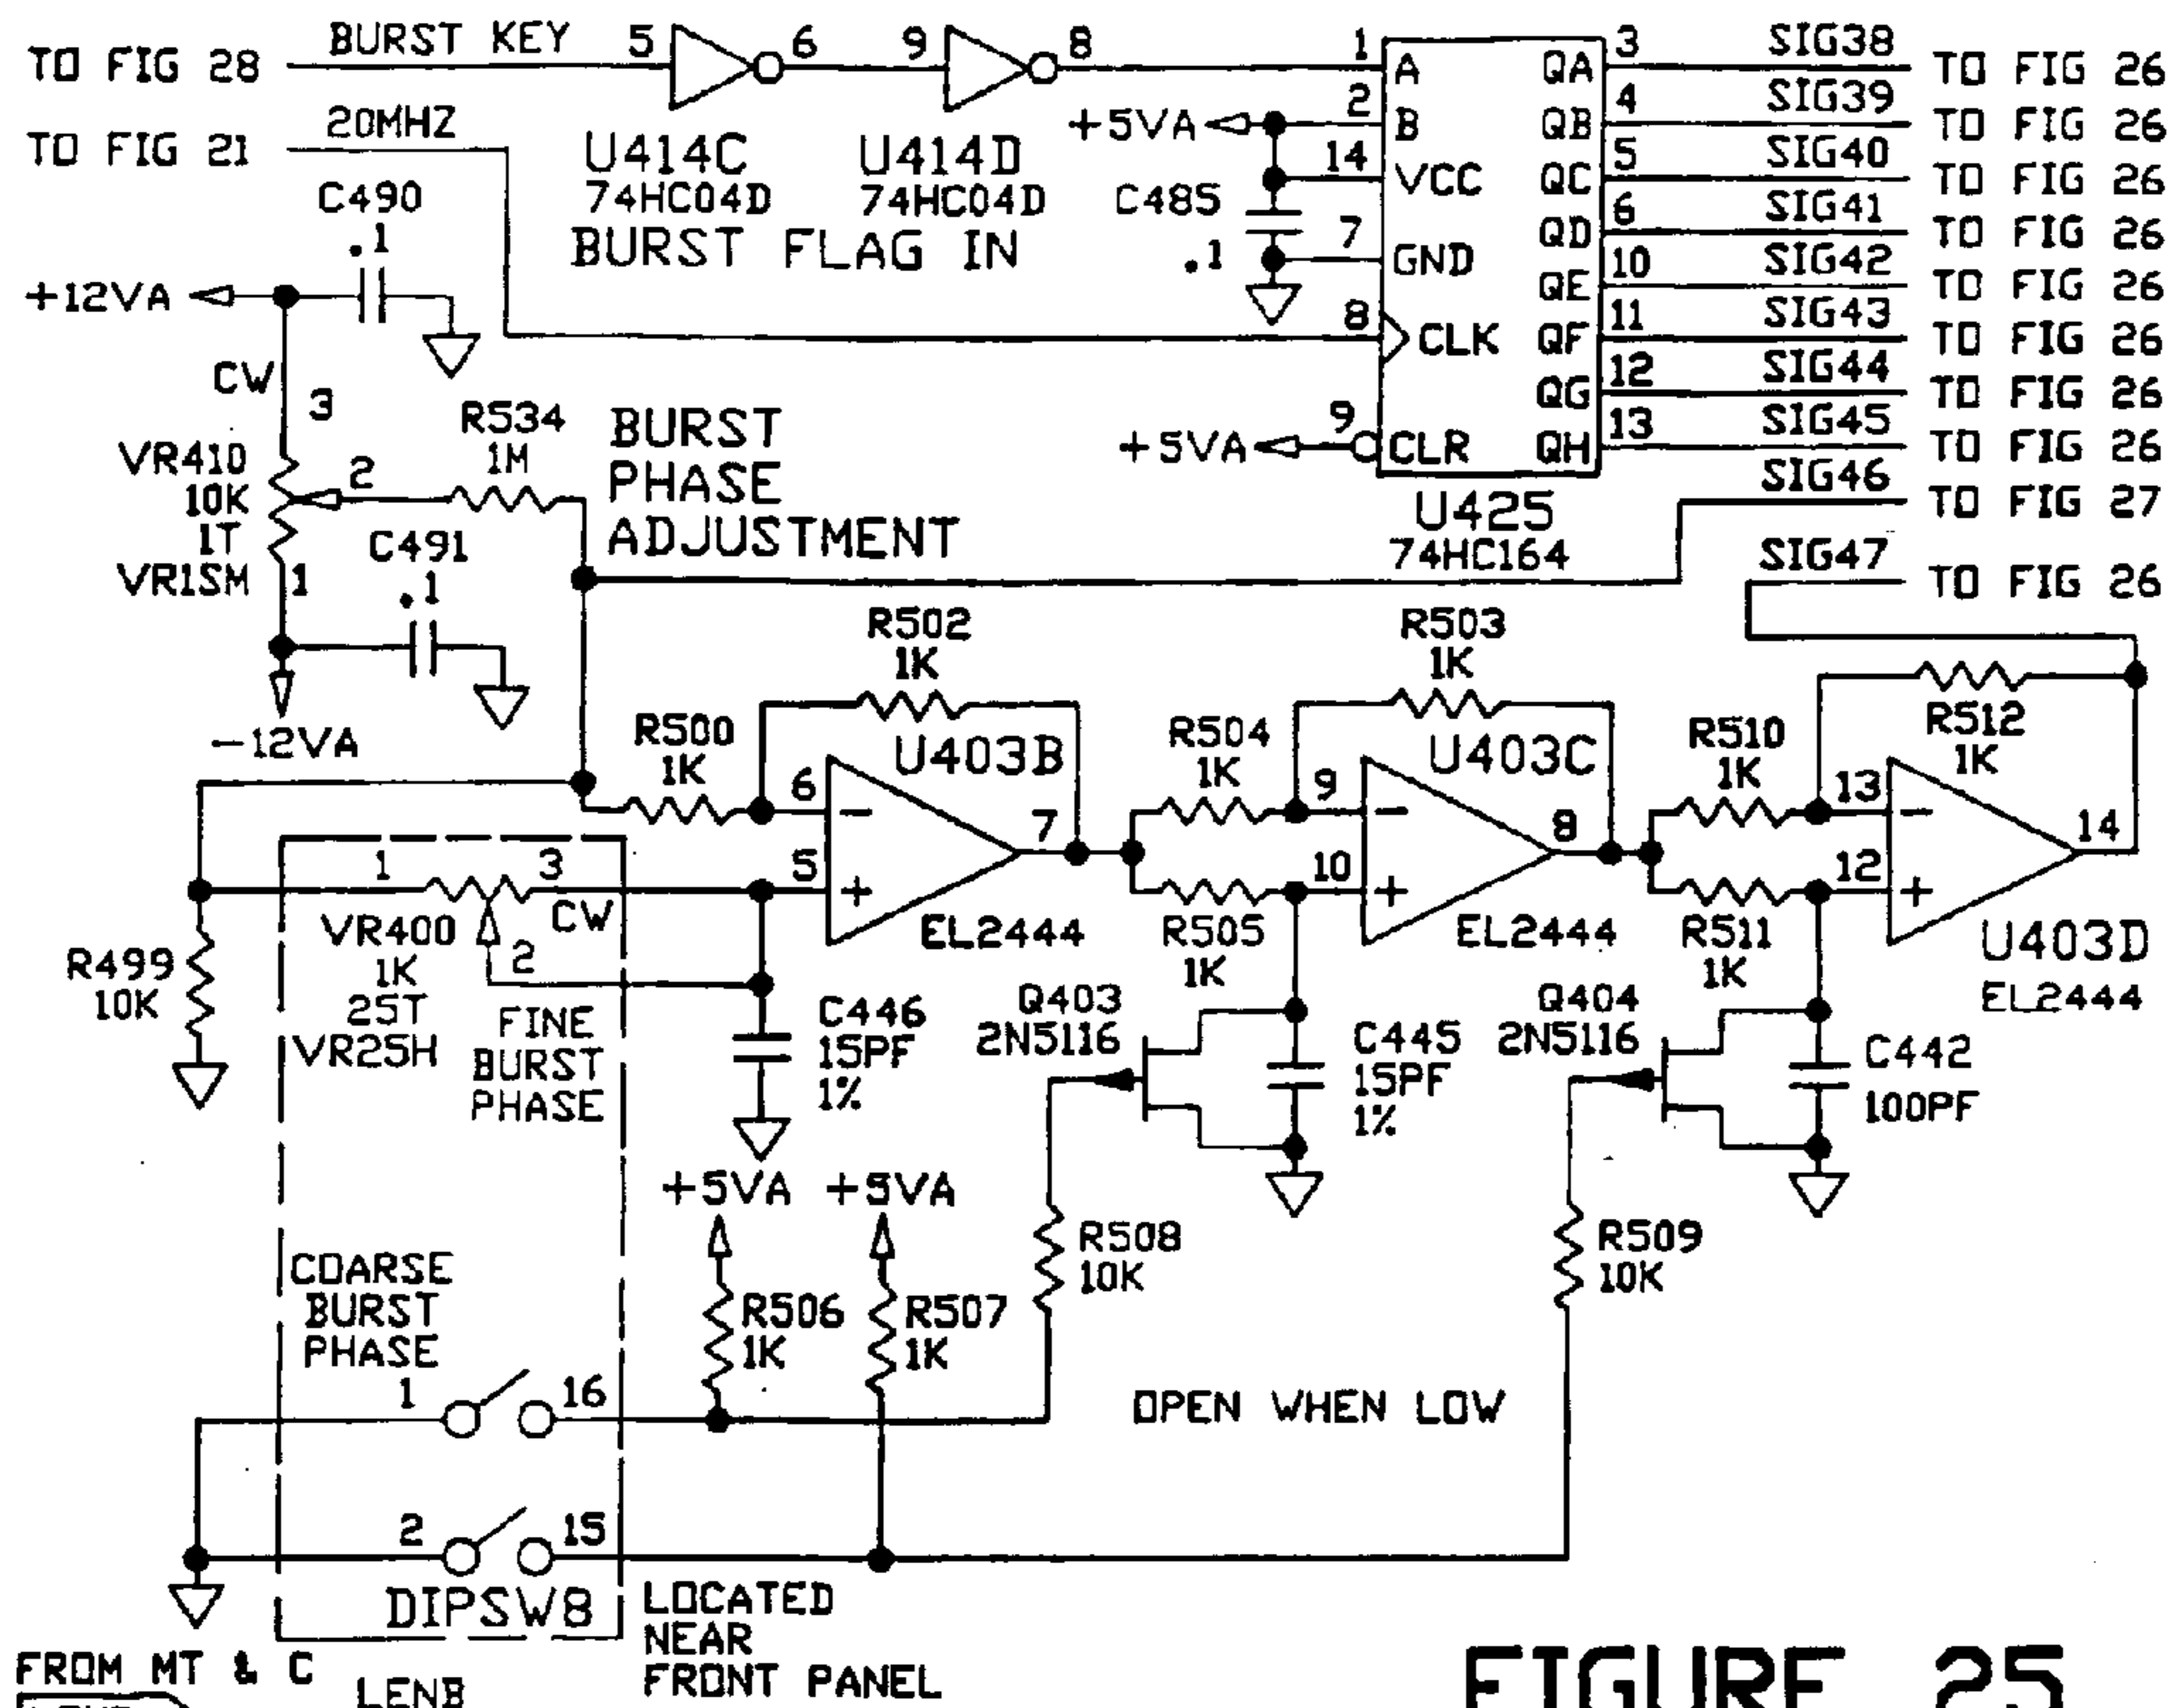 TO FIG 28
BURST KEY
5
6
9
8
1
A
QA
3
SIG38
TO FIG 26
2
B
QB
4
SIG39
TO FIG 26
+5VA
TO FIG 21
20MHZ
U414C
74HC04D
U414D
74HC04D
BURST FLAG IN
14
VCC
QC
5
SIG40
TO FIG 26
C485
.1
7
GND
QD
6
SIG41
TO FIG 26
QE
10
SIG42
TO FIG 26
8
CLK
QF
11
SIG43
TO FIG 26
QG
12
SIG44
TO FIG 26
+5VA
9
CLR
QH
13
SIG45
TO FIG 26
U425
74HC164
SIG46
TO FIG 27
SIG47
TO FIG 26
C490
.1
+12VA
CW
3
VR410
10K
1T
VR1SM
2
1
R534
1M
BURST
PHASE
ADJUSTMENT
C491
.1
-12VA
R502
1K
R500
1K
U403B
6
-
5
+
7
EL2444
R503
1K
R504
1K
U403C
9
-
10
+
8
EL2444
R505
1K
R510
1K
R512
1K
13
-
12
+
14
R511
1K
U403D
EL2444
1
3
CW
VR400
1K
25T
VR25H
2
FINE
BURST
PHASE
R499
10K
C446
15PF
1%
Q403
2N5116
C445
15PF
1%
Q404
2N5116
C442
100PF
+5VA
+5VA
R506
1K
R507
1K
R508
10K
R509
10K
COARSE
BURST
PHASE
1
16
OPEN WHEN LOW
2
15
DIPSW8
LOCATED
NEAR
FRONT PANEL
FROM MT & C
LENB
FIGURE 25